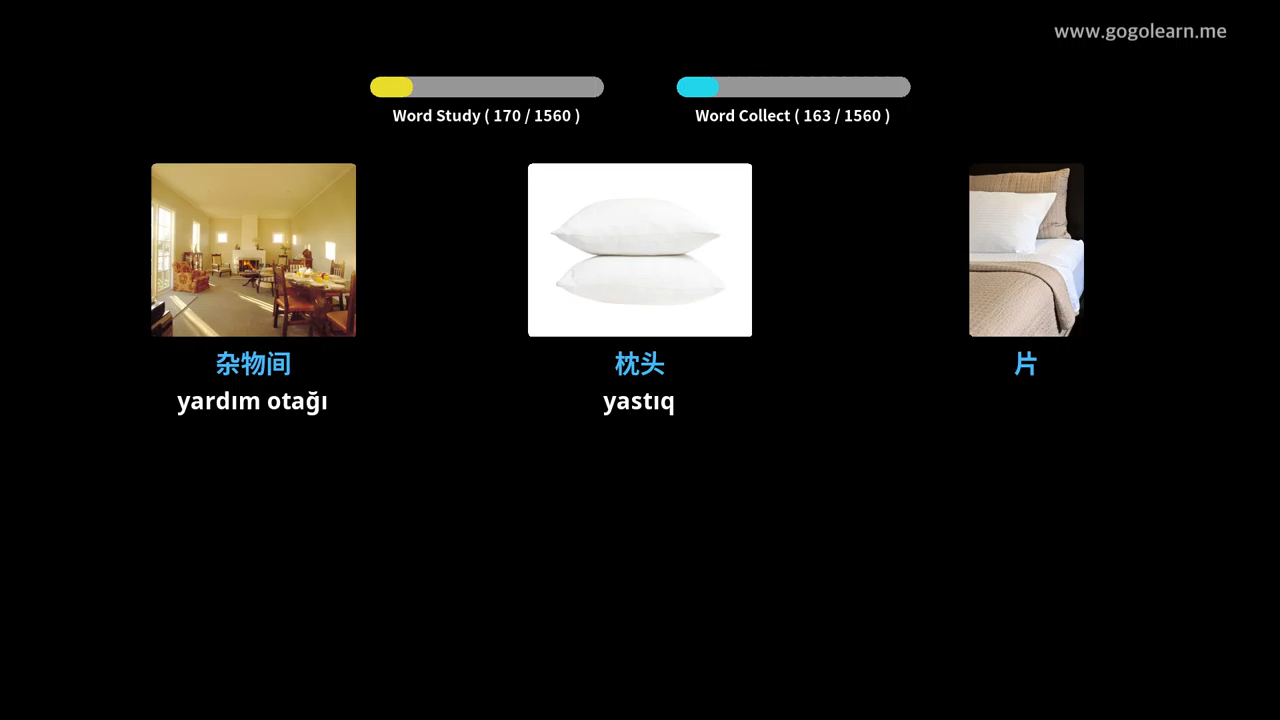 www.gogolearn.me
Word Study ( 170 / 1560 )
Word Collect ( 163 / 1560 )
杂物间
yardım otağı
枕头
yastıq
片